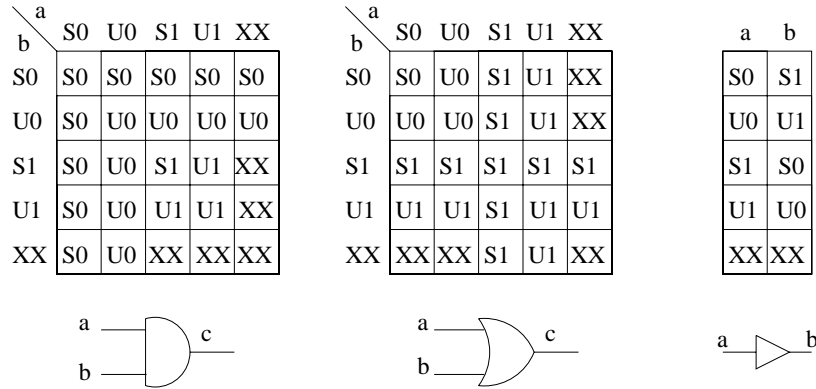 a
b
S0 U0 S1 U1 XX
S0 S0 S0 S0 S0 S0
U0 S0 U0 U0 U0 U0
S1 S0 U0 S1 U1 XX
U1 S0 U0 U1 U1 XX
XX S0 U0 XX XX XX
a
b
c
a
b
S0 U0 S1 U1 XX
S0 S0 U0 S1 U1 XX
U0 U0 U0 S1 U1 XX
S1 S1 S1 S1 S1 S1
U1 U1 U1 S1 U1 U1
XX XX XX S1 U1 XX
a
b
c
a b
S0 S1
U0 U1
S1 S0
U1 U0
XX XX
a b